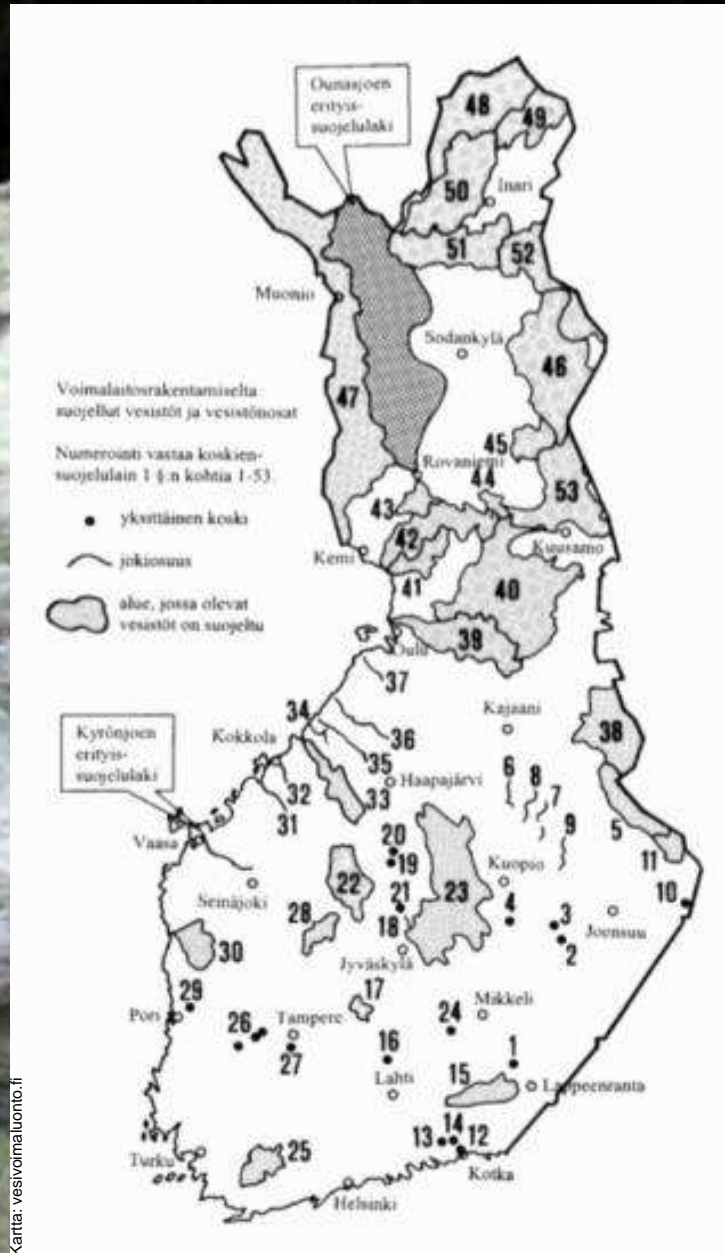 Ounasjoen
erityis-
suojelulaki
48
49
50
Inari
51
52
Muonio
Sodankylä
46
47
Voimalaitosrakentamiselta
suojellut vesistöt ja vesistönosat
Numerointi vastaa koskien-
suojelulain 1 §:n kohtia 1-53.
yksittäinen koski
jokiosuus
alue, jossa olevat
vesistöt on suojeltu
45
Rovaniemi
44
43
53
42
Kemi
Kuusamo
41
40
39
Oulu
37
34
Kajaani
38
Kyrönjoen
erityis-
suojelulaki
Kokkola
36
35
Haapajärvi
6
8
7
33
32
31
9
5
Vaasa
20
19
11
22
23
Kuopio
10
Seinäjoki
21
4
3
28
18
Joensuu
2
30
Jyväskylä
17
29
Mikkeli
Pori
26
Tampere
24
27
16
1
15
Lahti
Lappeenranta
14
13
12
Turku
25
Kotka
Helsinki
Kartta: vesivoimaluonto.fi